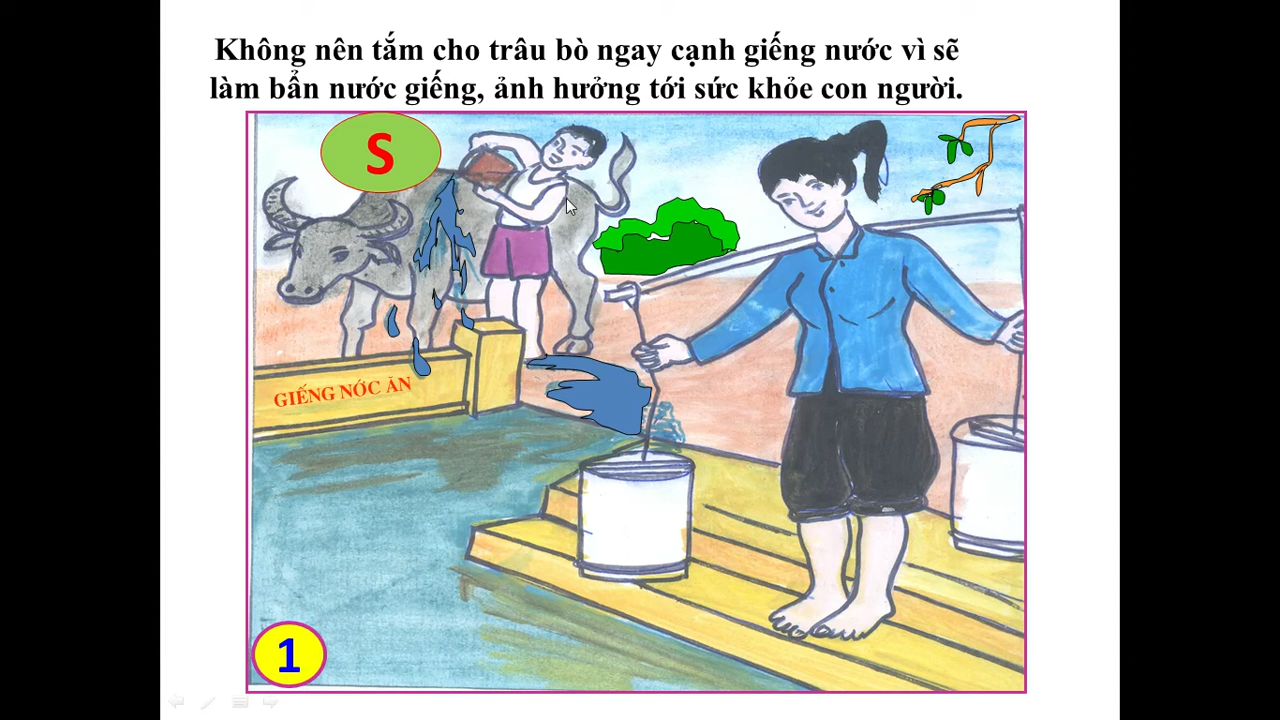 Không nên tắm cho trâu bò ngay cạnh giếng nước vì sẽ
làm bẩn nước giếng, ảnh hưởng tới sức khỏe con người.
S
GIẾNG NÓC ĂN
1